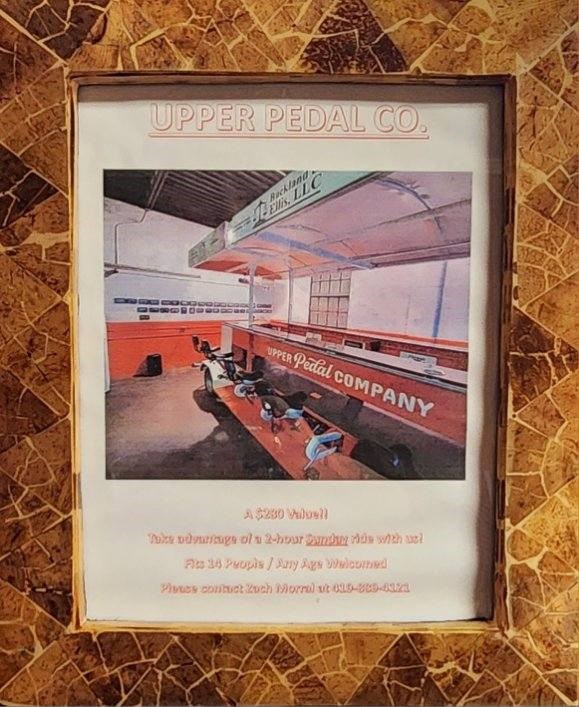 UPPER PEDAL CO.
Buckland
Ellis, LLC
UPPER Pedal COMPANY
A $280 Value!!
Take advantage of a 2-hour Sunday ride with us!
Fits 14 People / Any Age Welcomed
Please contact Zach Morral at 419-889-4121